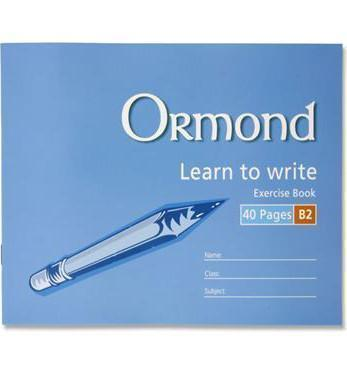 Ormond
Learn to write
Exercise Book
40 Pages B2
Name:
Class:
Subject: